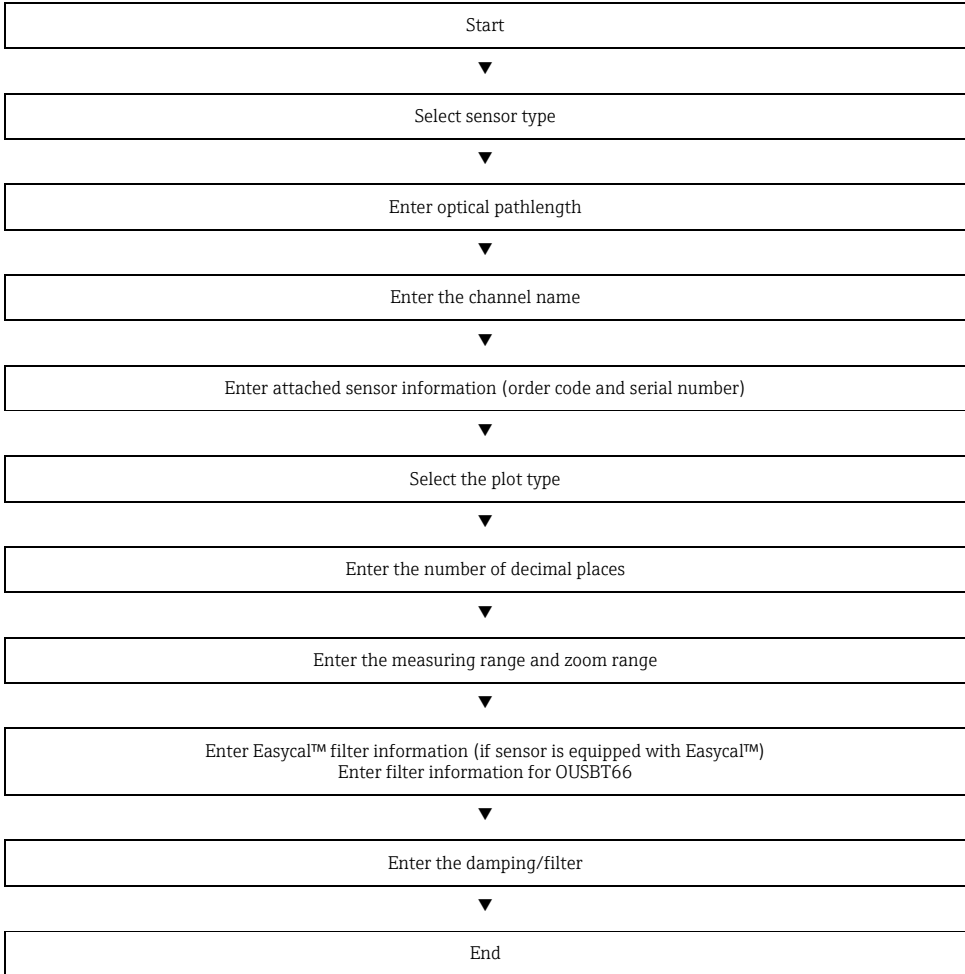 Start
▼
Select sensor type
▼
Enter optical pathlength
▼
Enter the channel name
▼
Enter attached sensor information (order code and serial number)
▼
Select the plot type
▼
Enter the number of decimal places
▼
Enter the measuring range and zoom range
▼
Enter Easycal™ filter information (if sensor is equipped with Easycal™)
Enter filter information for OUSBT66
▼
Enter the damping/filter
▼
End